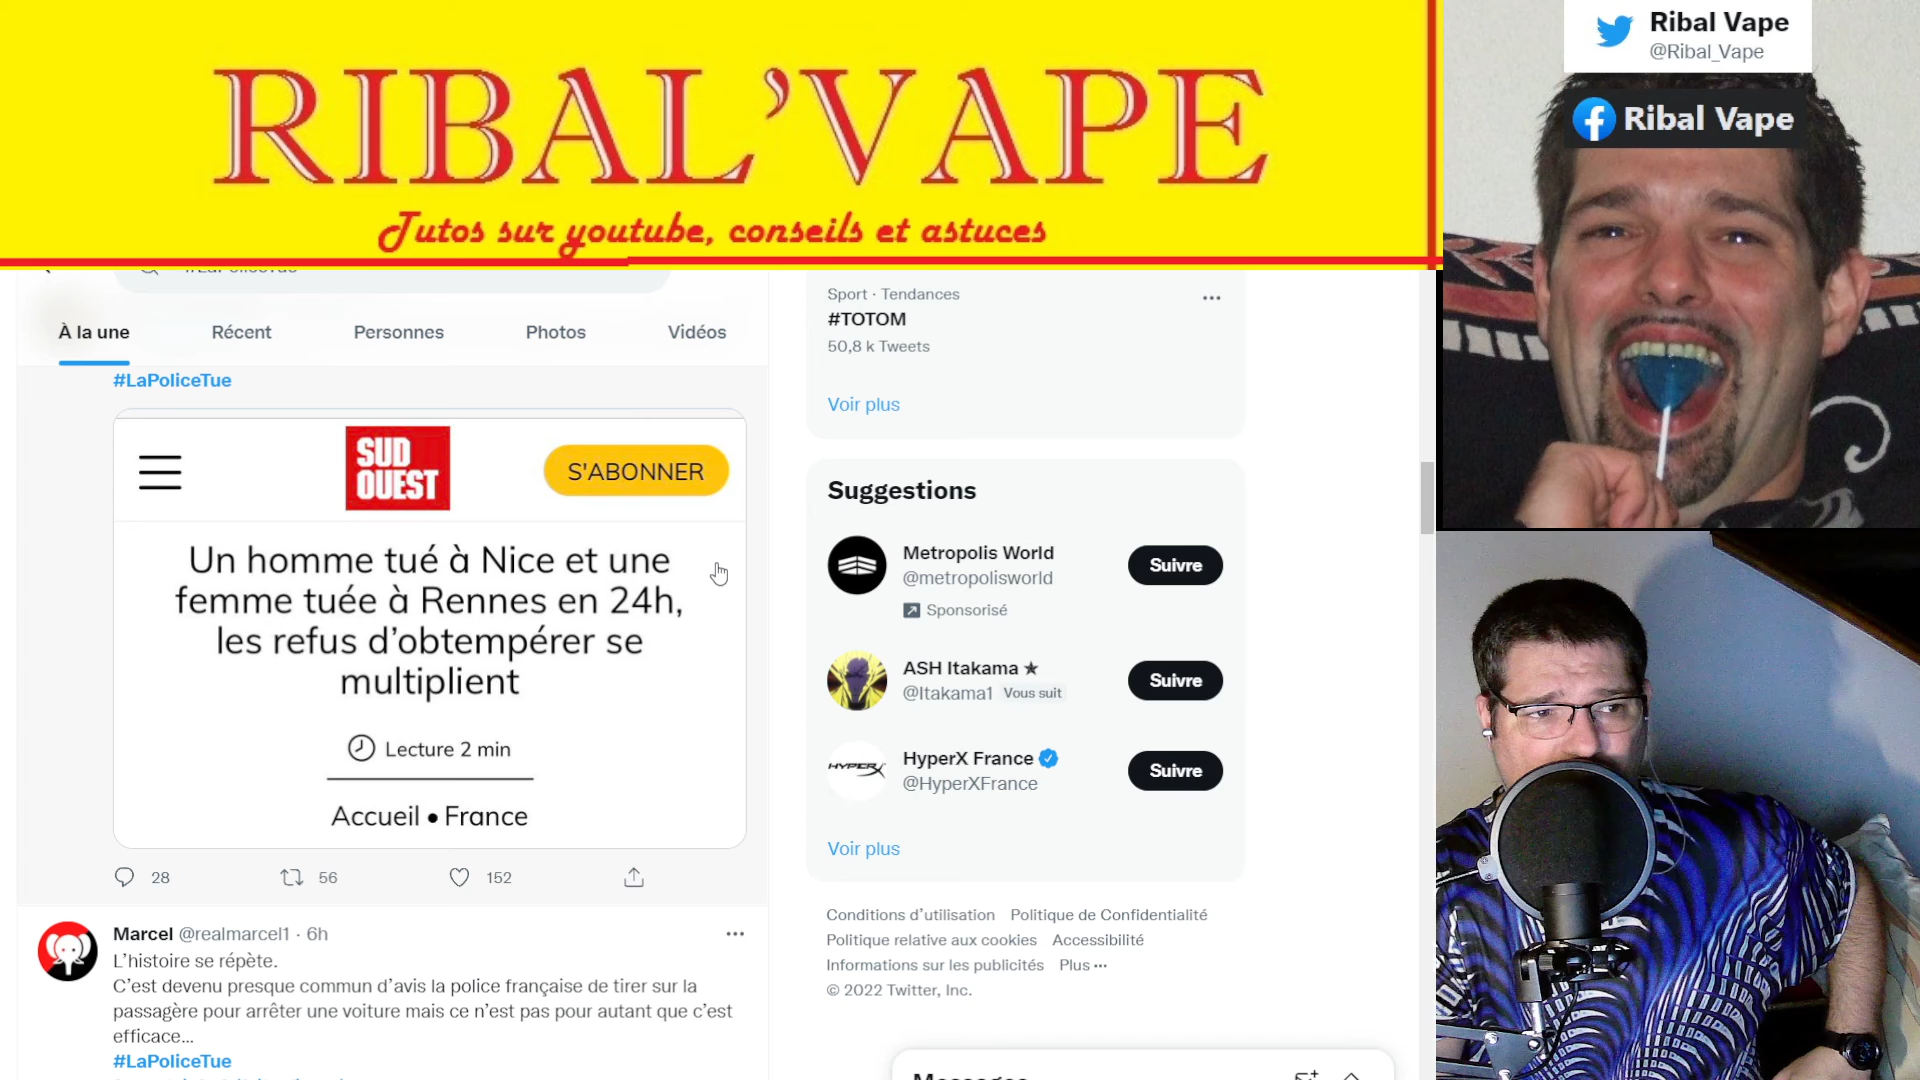 RIBAL'VAPE
Tutos sur youtube, conseils et astuces
Ribal Vape
@Ribal_Vape
Ribal Vape
#LaPoliceTue
À la une
Récent
Personnes
Photos
Vidéos
#LaPoliceTue
SUD
OUEST
S'ABONNER
Un homme tué à Nice et une
femme tuée à Rennes en 24h,
les refus d'obtempérer se
multiplient
Lecture 2 min
Accueil • France
28
56
152
Marcel @realmarcel1 · 6h
L'histoire se répète.
C'est devenu presque commun d'avis la police française de tirer sur la
passagère pour arrêter une voiture mais ce n'est pas pour autant que c'est
efficace...
#LaPoliceTue
Sport · Tendances
#TOTOM
50,8 k Tweets
Voir plus
Suggestions
Metropolis World
@metropolisworld
Sponsorisé
Suivre
ASH Itakama ★
@Itakama1 Vous suit
Suivre
HYPERX
HyperX France
@HyperXFrance
Suivre
Voir plus
Conditions d'utilisation Politique de Confidentialité
Politique relative aux cookies Accessibilité
Informations sur les publicités Plus ···
© 2022 Twitter, Inc.
Messages